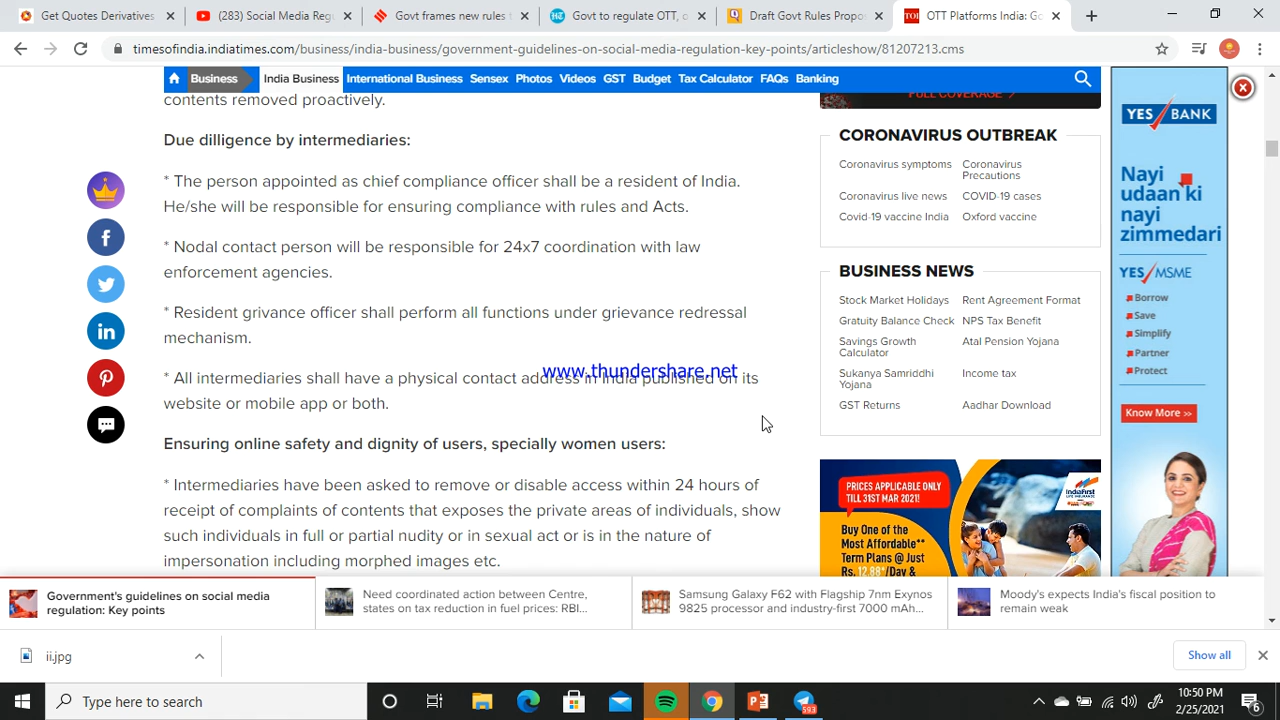 Get Quotes Derivatives
(283) Social Media Regu
Govt frames new rules t
Govt to regulate OTT, o
Draft Govt Rules Propo
TOI OTT Platforms India: Go
timesofindia.indiatimes.com/business/india-business/government-guidelines-on-social-media-regulation-key-points/articleshow/81207213.cms
Business India Business International Business Sensex Photos Videos GST Budget Tax Calculator FAQs Banking
contents removed proactively.
Due dilligence by intermediaries:
* The person appointed as chief compliance officer shall be a resident of India.
He/she will be responsible for ensuring compliance with rules and Acts.
* Nodal contact person will be responsible for 24x7 coordination with law
enforcement agencies.
* Resident grivance officer shall perform all functions under grievance redressal
mechanism.
www.thundershare.net
* All intermediaries shall have a physical contact address in India published on its
website or mobile app or both.
Ensuring online safety and dignity of users, specially women users:
* Intermediaries have been asked to remove or disable access within 24 hours of
receipt of complaints of contents that exposes the private areas of individuals, show
such individuals in full or partial nudity or in sexual act or is in the nature of
impersonation including morphed images etc.
FULL COVERAGE
CORONAVIRUS OUTBREAK
Coronavirus symptoms
Coronavirus
Precautions
Coronavirus live news
COVID-19 cases
Covid-19 vaccine India
Oxford vaccine
BUSINESS NEWS
Stock Market Holidays
Rent Agreement Format
Gratuity Balance Check
NPS Tax Benefit
Savings Growth
Calculator
Atal Pension Yojana
Sukanya Samriddhi
Yojana
Income tax
GST Returns
Aadhar Download
PRICES APPLICABLE ONLY
TILL 31ST MAR 2021!
IndiaFirst
Buy One of the
Most Affordable**
Term Plans @ Just
Rs. 12.88*/Day &
YES BANK
Nayi
udaan ki
nayi
zimmedari
YES MSME
Borrow
Save
Simplify
Partner
Protect
Know More >>
Government's guidelines on social media
regulation: Key points
Need coordinated action between Centre,
states on tax reduction in fuel prices: RBI...
Samsung Galaxy F62 with Flagship 7nm Exynos
9825 processor and industry-first 7000 mAh...
Moody's expects India's fiscal position to
remain weak
ii.jpg
Show all
Type here to search
593
10:50 PM
2/25/2021
6